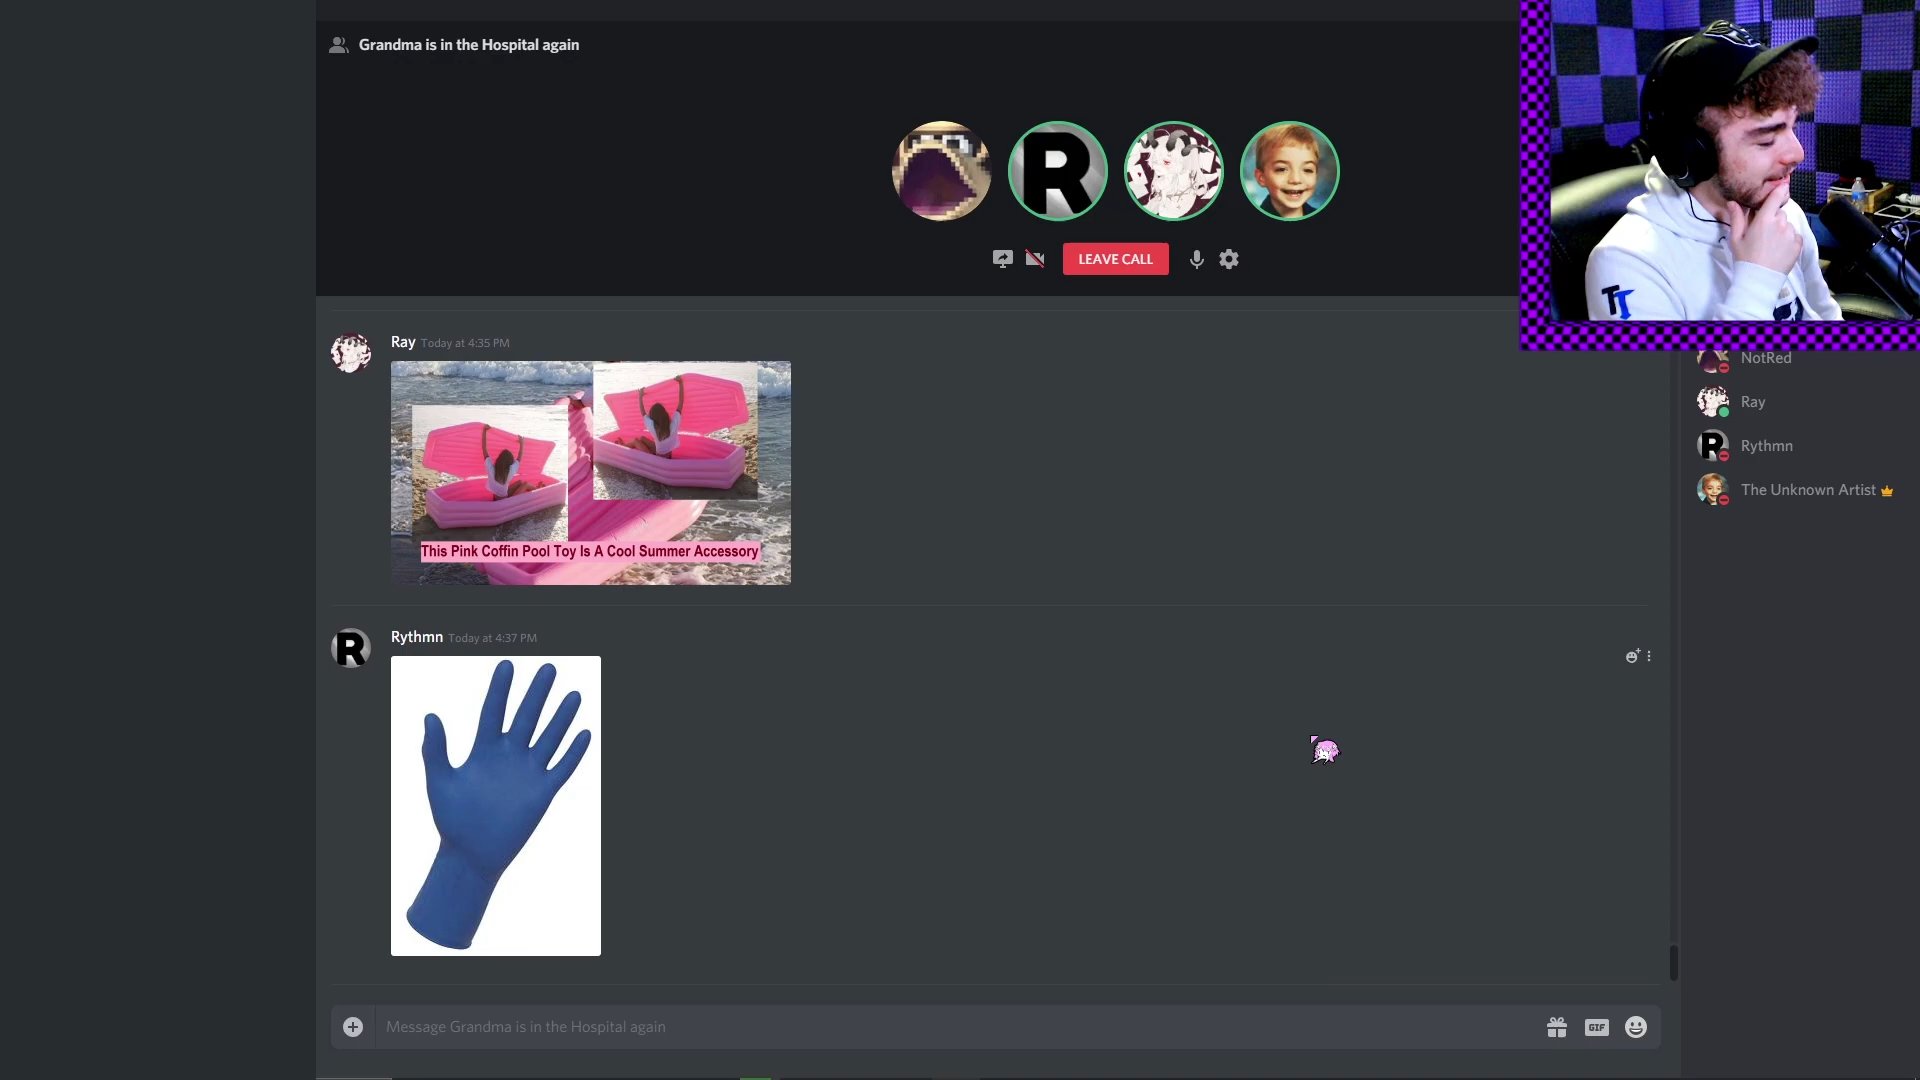 Grandma is in the Hospital again
R
LEAVE CALL
Ray Today at 4:35 PM
This Pink Coffin Pool Toy Is A Cool Summer Accessory
R
Rythmn Today at 4:37 PM
Message Grandma is in the Hospital again
GIF
TT
NotRed
Ray
R
Rythmn
The Unknown Artist